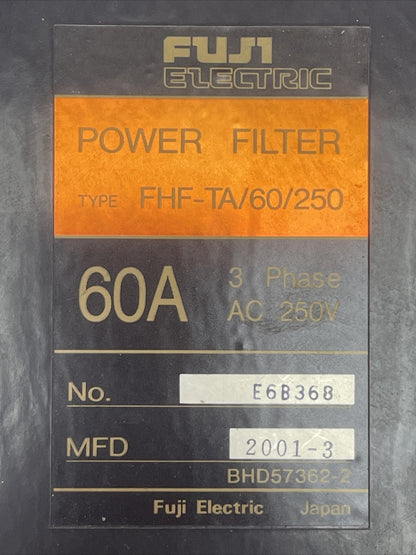 FUJI
ELECTRIC
POWER FILTER
TYPE FHF-TA/60/250
60A 3 Phase
AC 250V
No. E6B368
MFD 2001-3
BHD57362-2
Fuji Electric Japan